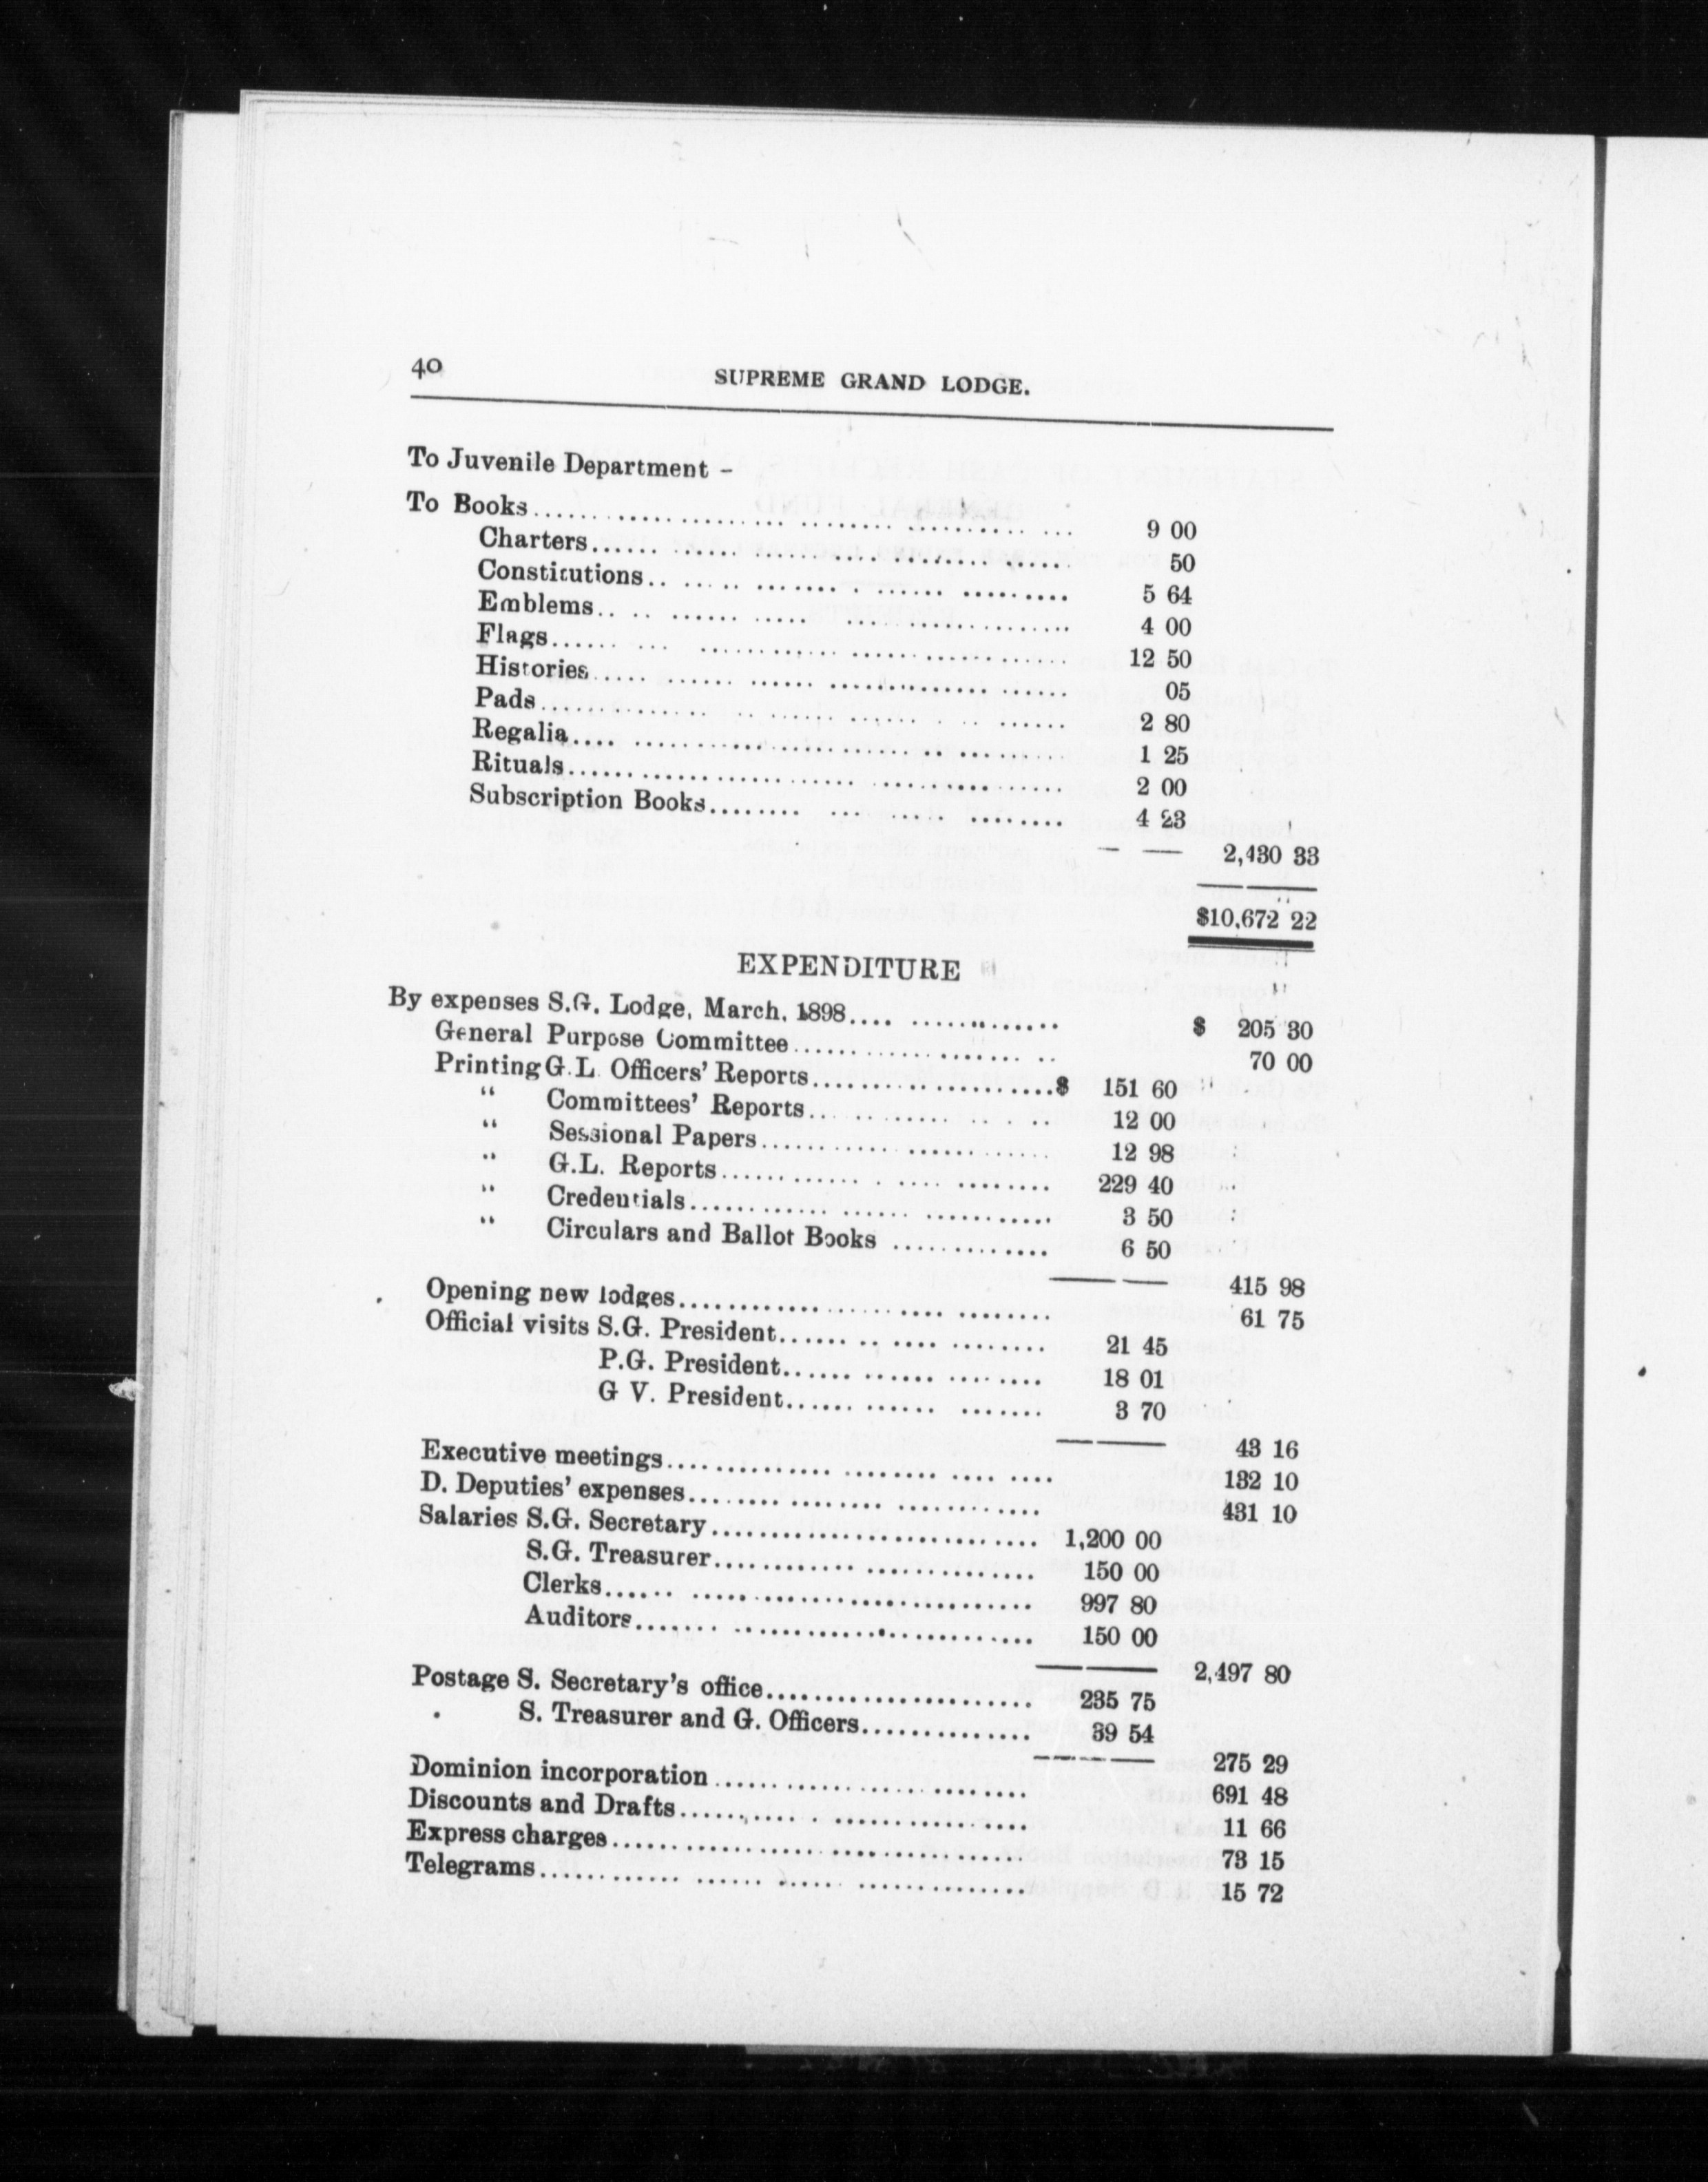 40
SUPREME GRAND LODGE.
To Juvenile Department –
To Books 9 00
Charters 50
Constitutions 5 64
Emblems 4 00
Flags 12 50
Histories 05
Pads 2 80
Regalia 1 25
Rituals 2 00
Subscription Books 4 23
2,430 33
$10,672 22
EXPENDITURE
By expenses S.G. Lodge, March, 1898 $ 205 30
General Purpose Committee 70 00
Printing G.L. Officers' Reports $ 151 60
" Committees' Reports 12 00
" Sessional Papers 12 98
" G.L. Reports 229 40
" Credentials 3 50
" Circulars and Ballot Books 6 50
415 98
Opening new lodges 61 75
Official visits S.G. President 21 45
P.G. President 18 01
G V. President 3 70
43 16
Executive meetings 132 10
D. Deputies' expenses 431 10
Salaries S.G. Secretary 1,200 00
S.G. Treasurer 150 00
Clerks 997 80
Auditors 150 00
2,497 80
Postage S. Secretary's office 235 75
S. Treasurer and G. Officers 39 54
275 29
Dominion incorporation 691 48
Discounts and Drafts 11 66
Express charges 73 15
Telegrams 15 72